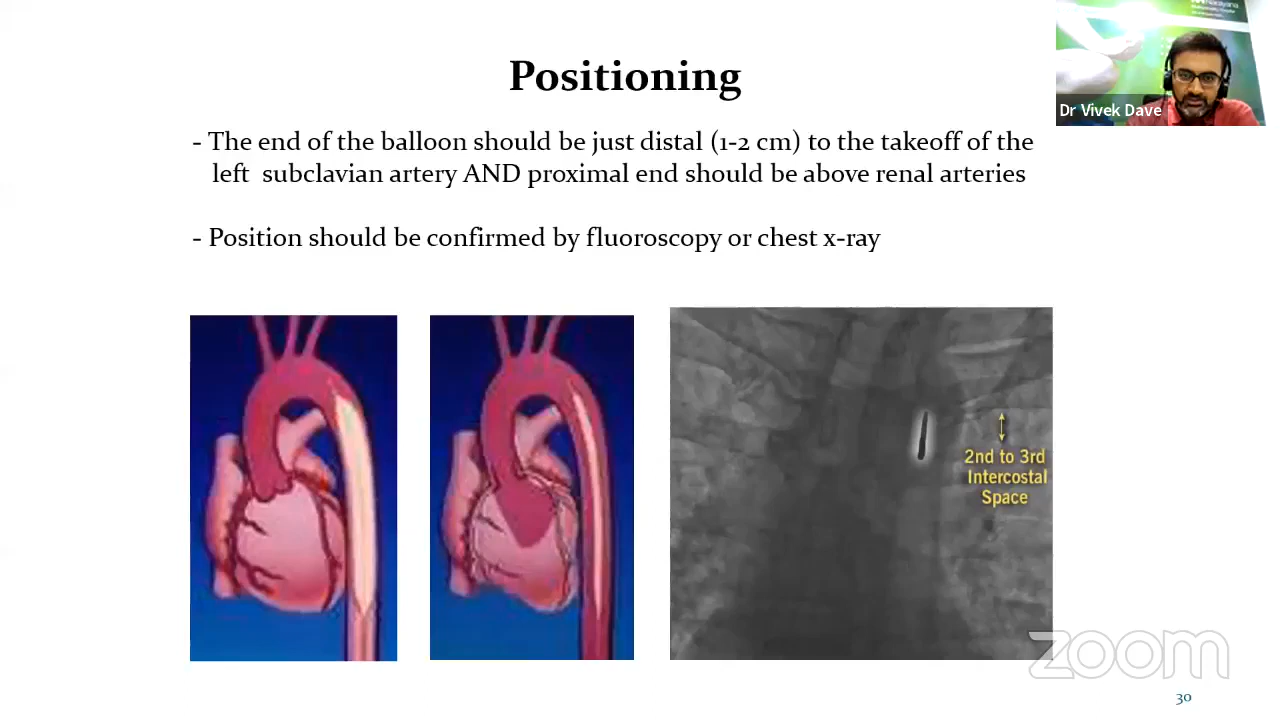 Positioning
Narayana
Dr Vivek Dave
- The end of the balloon should be just distal (1-2 cm) to the takeoff of the
left subclavian artery AND proximal end should be above renal arteries
- Position should be confirmed by fluoroscopy or chest x-ray
2nd to 3rd
Intercostal
Space
zoom
30